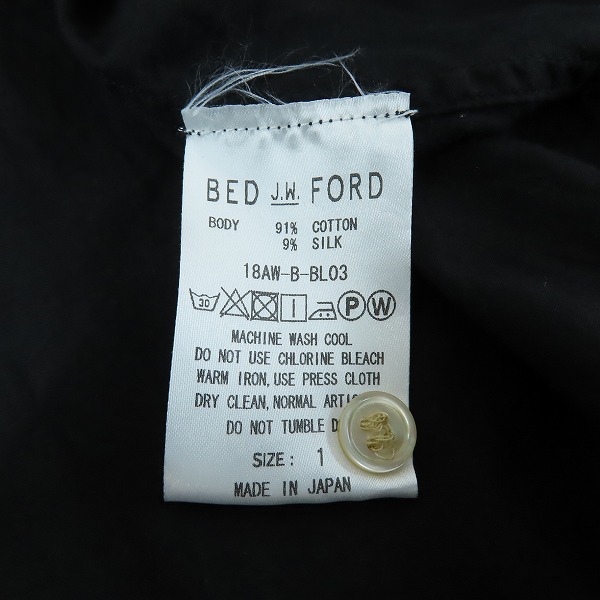 BED J.W. FORD
BODY 91% COTTON
9% SILK
18AW-B-BL03
30 P W
MACHINE WASH COOL
DO NOT USE CHLORINE BLEACH
WARM IRON, USE PRESS CLOTH
DRY CLEAN, NORMAL
DO NOT TUMBLE
SIZE: 1
MADE IN JAPAN